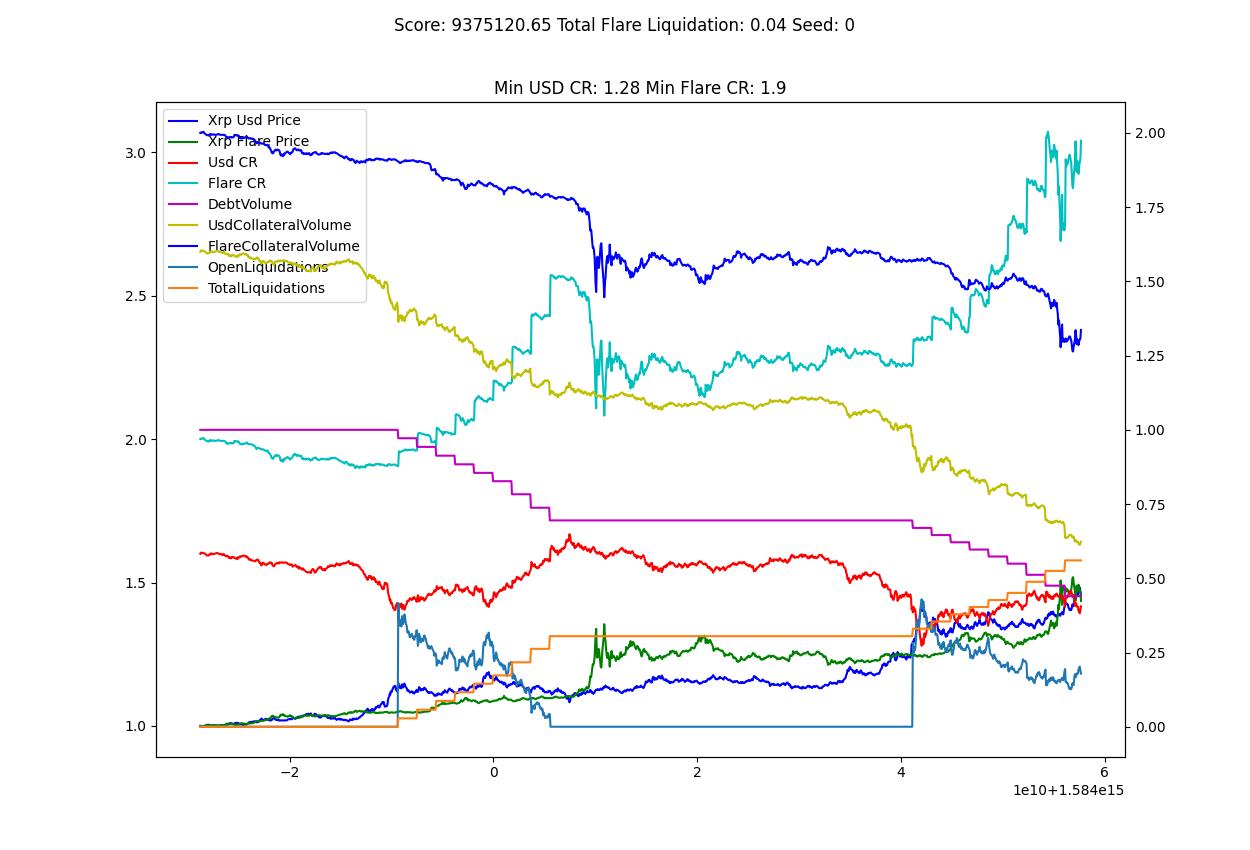 Score: 9375120.65 Total Flare Liquidation: 0.04 Seed: 0
Min USD CR: 1.28 Min Flare CR: 1.9
Xrp Usd Price
Xrp Flare Price
Usd CR
Flare CR
DebtVolume
UsdCollateralVolume
FlareCollateralVolume
OpenLiquidations
TotalLiquidations
3.0
2.5
2.0
1.5
1.0
2.00
1.75
1.50
1.25
1.00
0.75
0.50
0.25
0.00
−2
0
2
4
6
1e10+1.584e15